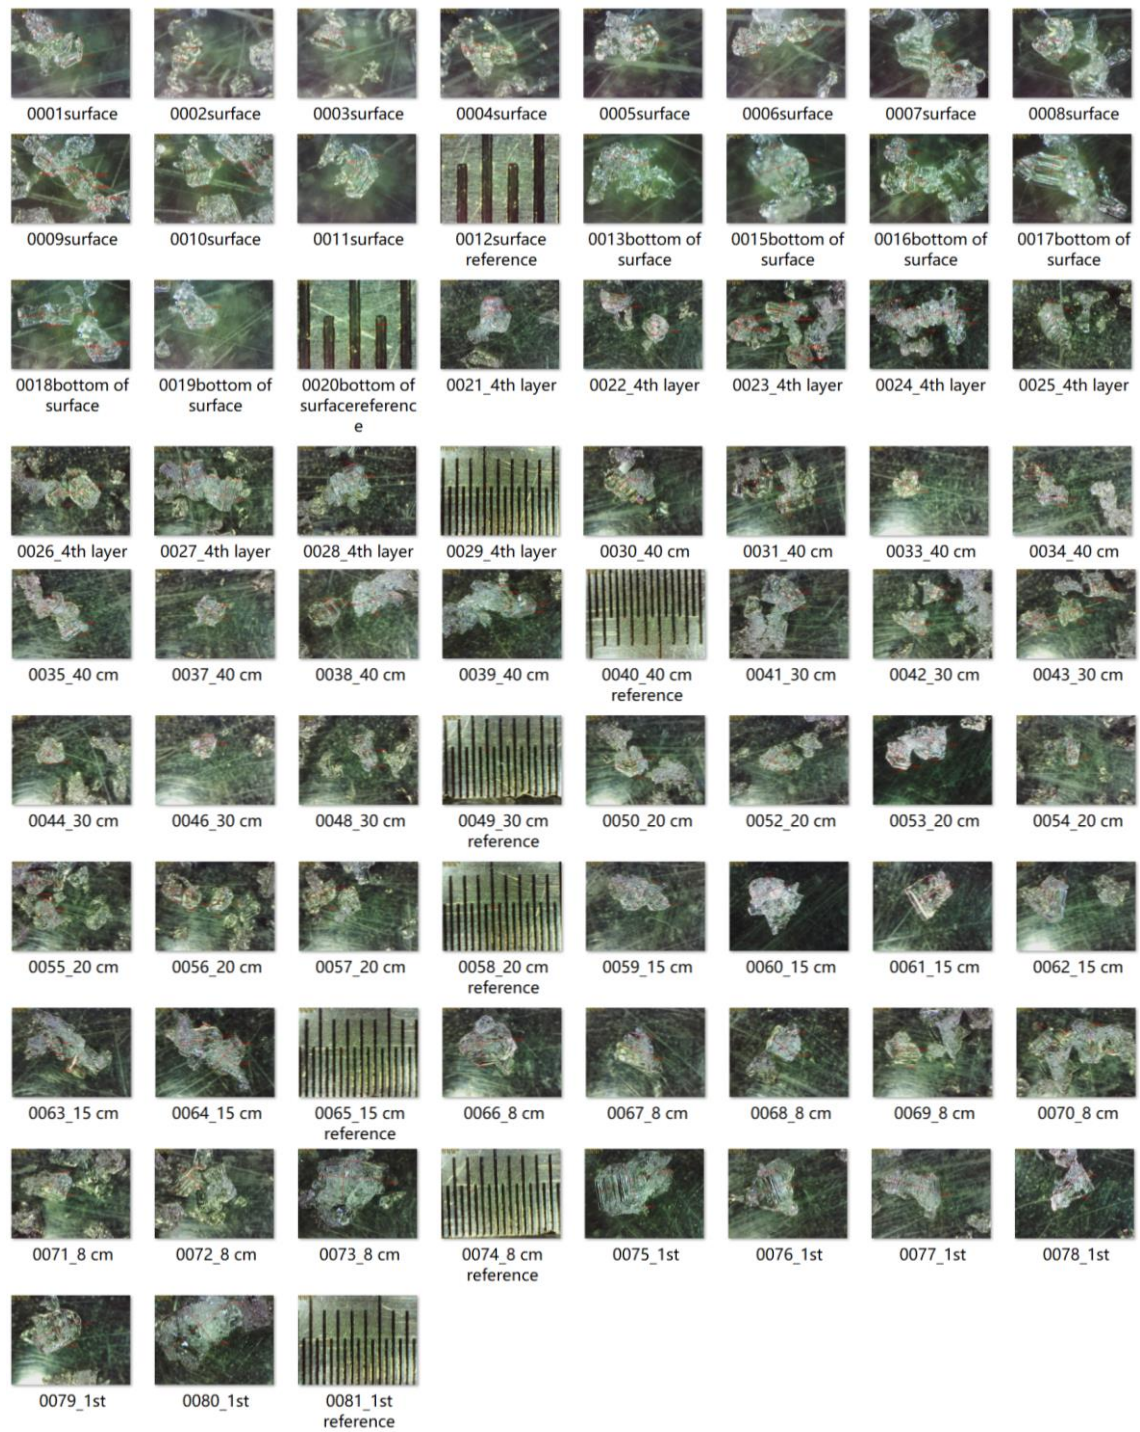 0001surface 0002surface 0003surface 0004surface 0005surface 0006surface 0007surface 0008surface
0009surface 0010surface 0011surface 0012surface reference 0013bottom of surface 0015bottom of surface 0016bottom of surface 0017bottom of surface
0018bottom of surface 0019bottom of surface 0020bottom of surfacereference 0021_4th layer 0022_4th layer 0023_4th layer 0024_4th layer 0025_4th layer
0026_4th layer 0027_4th layer 0028_4th layer 0029_4th layer 0030_40 cm 0031_40 cm 0033_40 cm 0034_40 cm
0035_40 cm 0037_40 cm 0038_40 cm 0039_40 cm 0040_40 cm reference 0041_30 cm 0042_30 cm 0043_30 cm
0044_30 cm 0046_30 cm 0048_30 cm 0049_30 cm reference 0050_20 cm 0052_20 cm 0053_20 cm 0054_20 cm
0055_20 cm 0056_20 cm 0057_20 cm 0058_20 cm reference 0059_15 cm 0060_15 cm 0061_15 cm 0062_15 cm
0063_15 cm 0064_15 cm 0065_15 cm reference 0066_8 cm 0067_8 cm 0068_8 cm 0069_8 cm 0070_8 cm
0071_8 cm 0072_8 cm 0073_8 cm 0074_8 cm reference 0075_1st 0076_1st 0077_1st 0078_1st
0079_1st 0080_1st 0081_1st reference